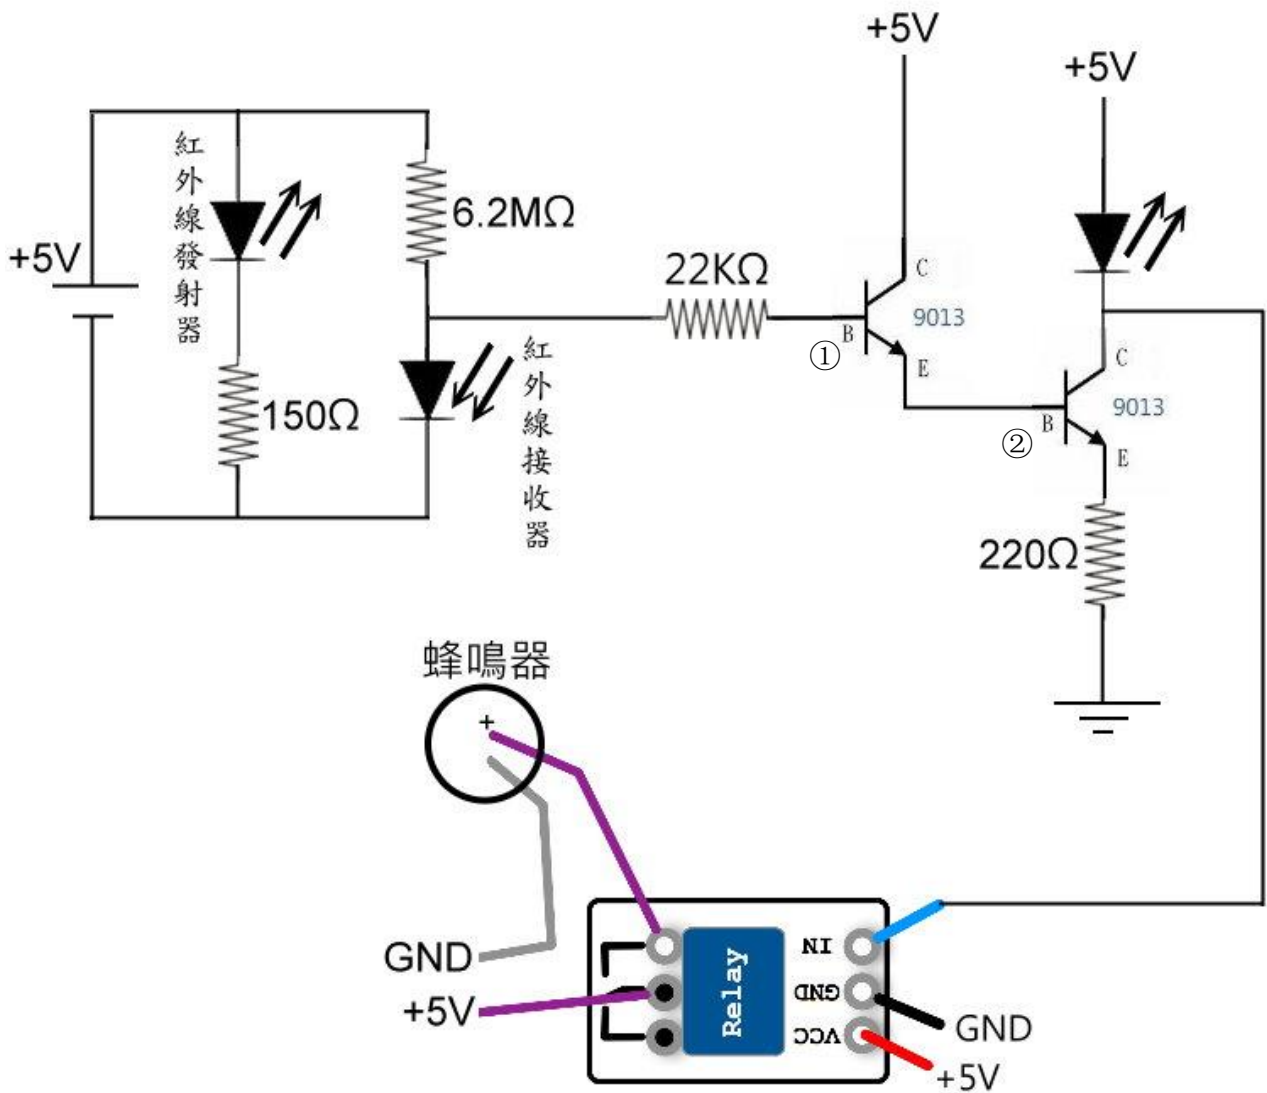 +5V
+5V
紅外線發射器
6.2MΩ
+5V
22KΩ
C
9013
B
①
E
紅外線接收器
150Ω
C
9013
B
②
E
220Ω
蜂鳴器
+
GND
+5V
Relay
IN
GND
VCC
GND
+5V